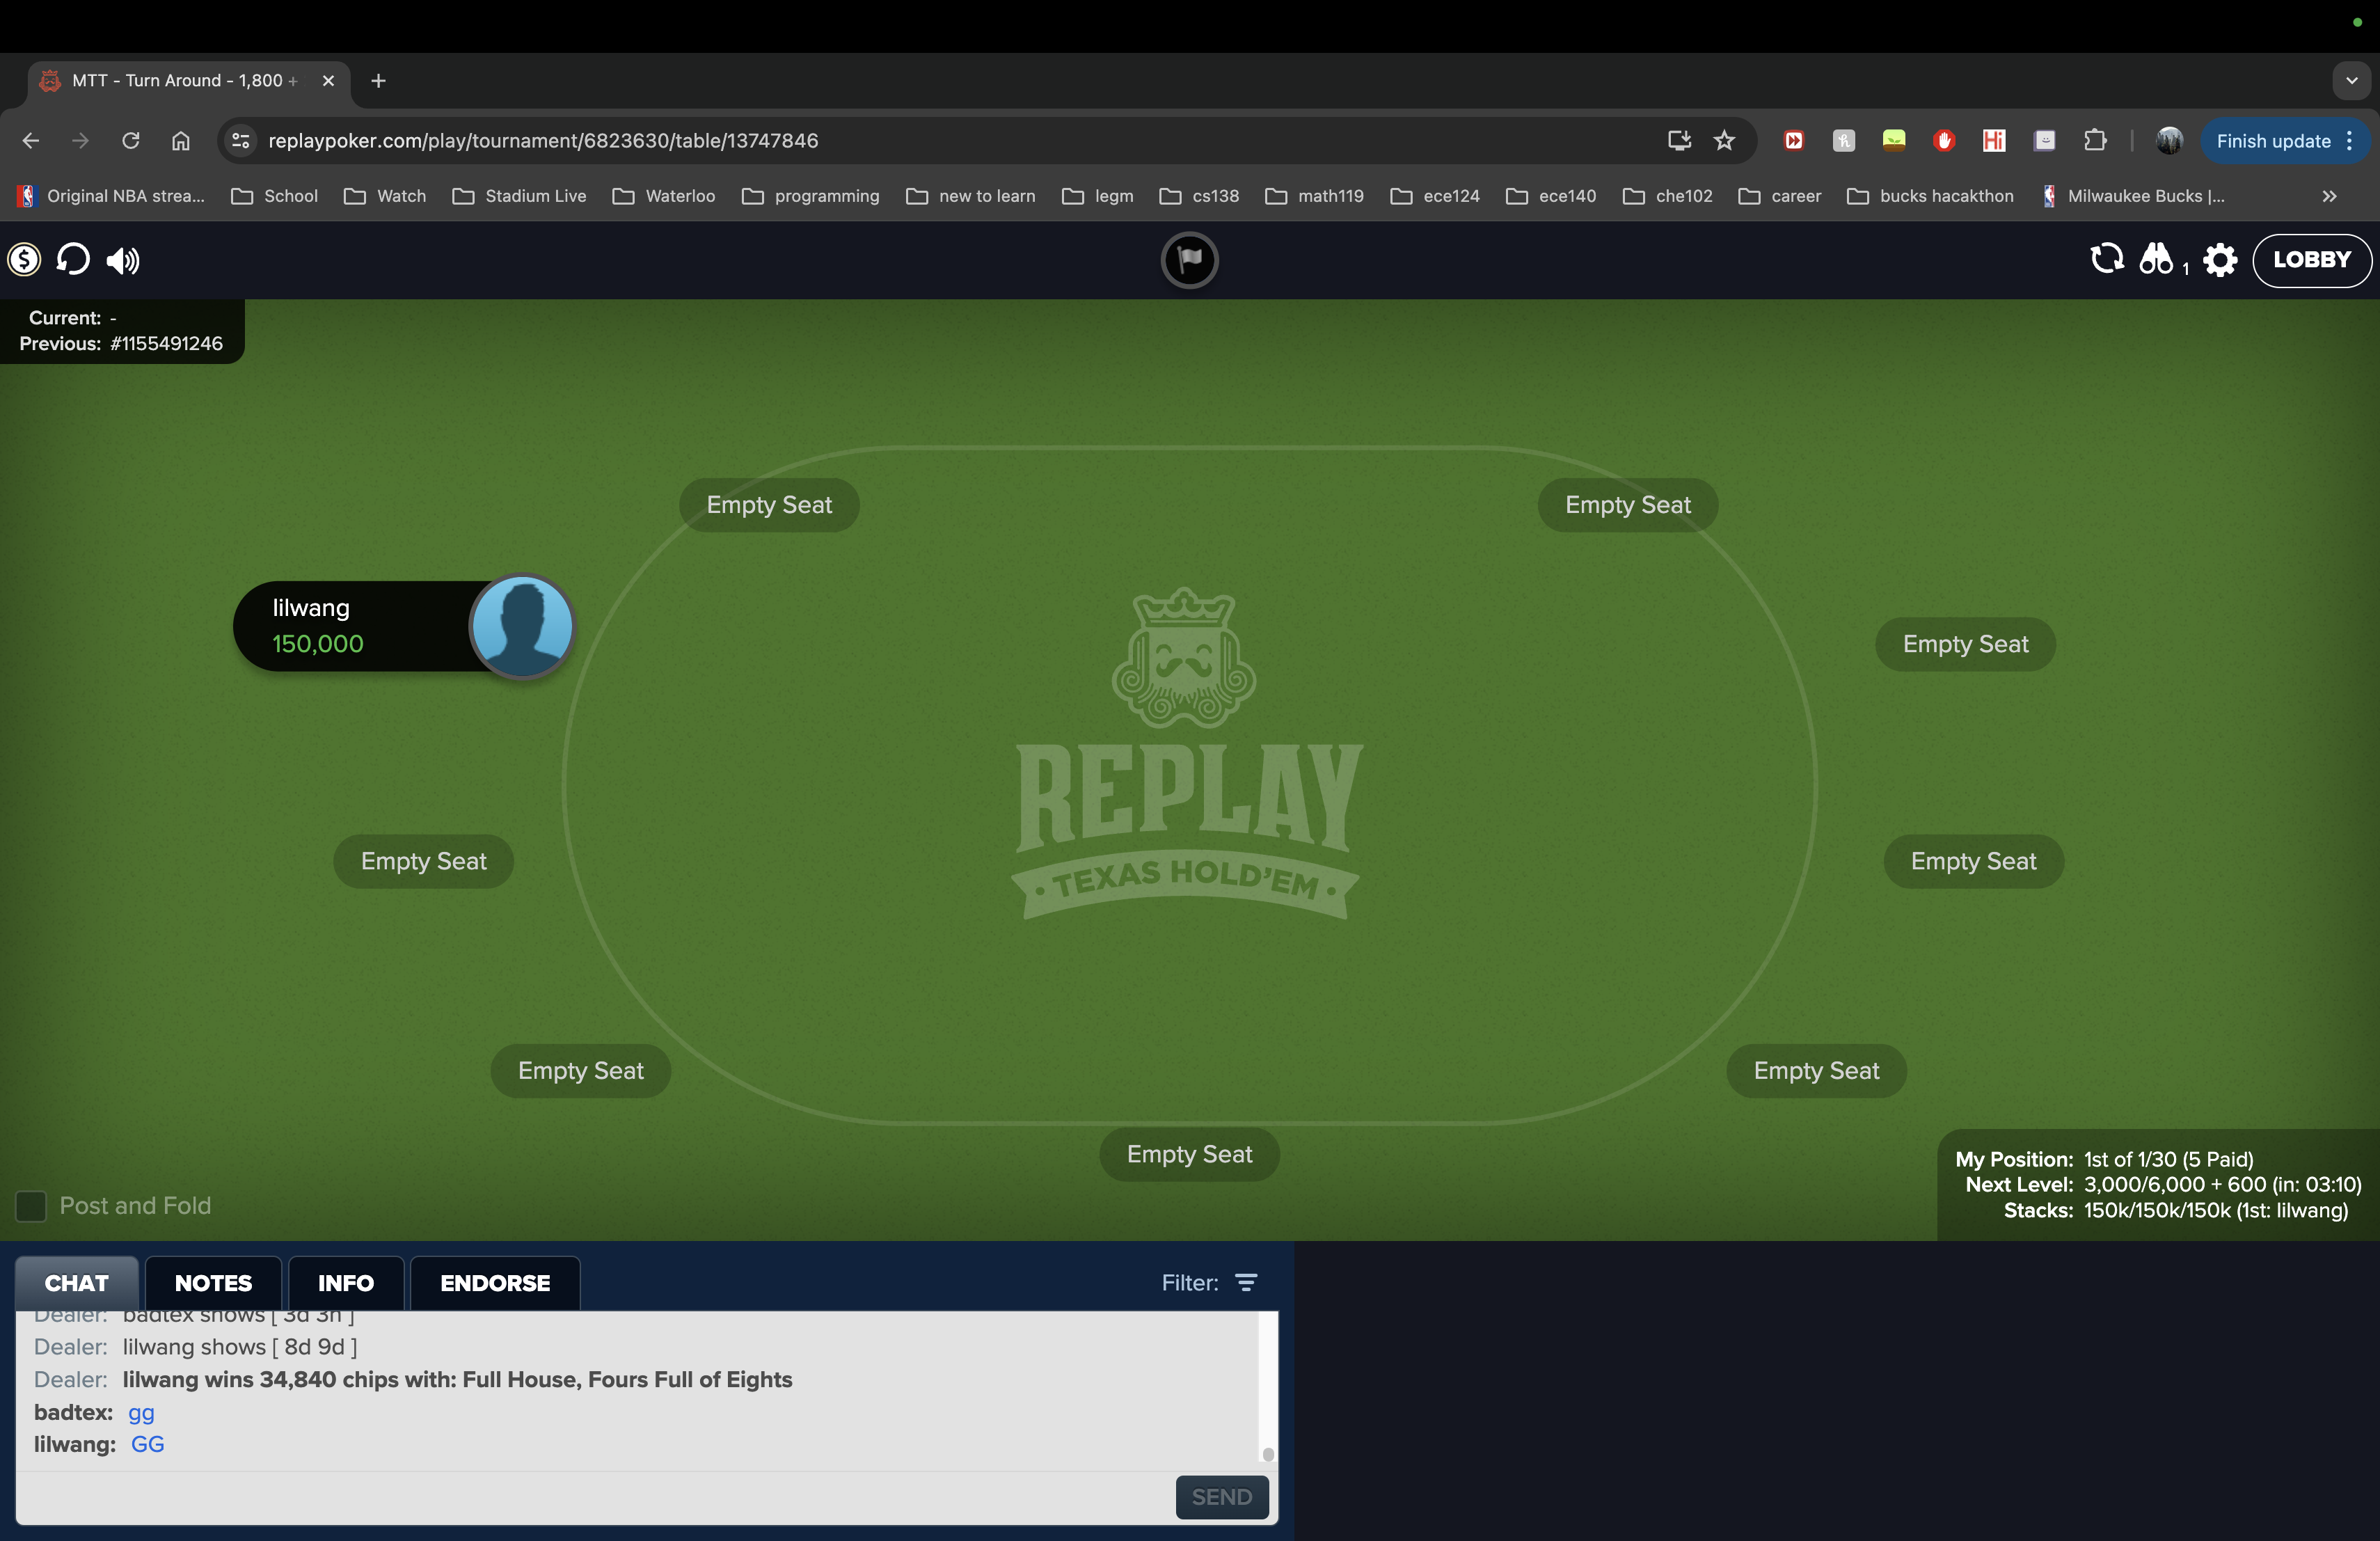 MTT - Turn Around - 1,800 +
replaypoker.com/play/tournament/6823630/table/13747846
Finish update
Original NBA strea...
School
Watch
Stadium Live
Waterloo
programming
new to learn
legm
cs138
math119
ece124
ece140
che102
career
bucks hacakthon
Milwaukee Bucks |...
1
LOBBY
Current: -
Previous: #1155491246
Empty Seat
Empty Seat
lilwang
150,000
Empty Seat
REPLAY
TEXAS HOLD'EM
Empty Seat
Empty Seat
Empty Seat
Empty Seat
Empty Seat
Post and Fold
My Position: 1st of 1/30 (5 Paid)
Next Level: 3,000/6,000 + 600 (in: 03:10)
Stacks: 150k/150k/150k (1st: lilwang)
CHAT
NOTES
INFO
ENDORSE
Filter:
Dealer: badtex shows [ 3d 3h ]
Dealer: lilwang shows [ 8d 9d ]
Dealer: lilwang wins 34,840 chips with: Full House, Fours Full of Eights
badtex: gg
lilwang: GG
SEND